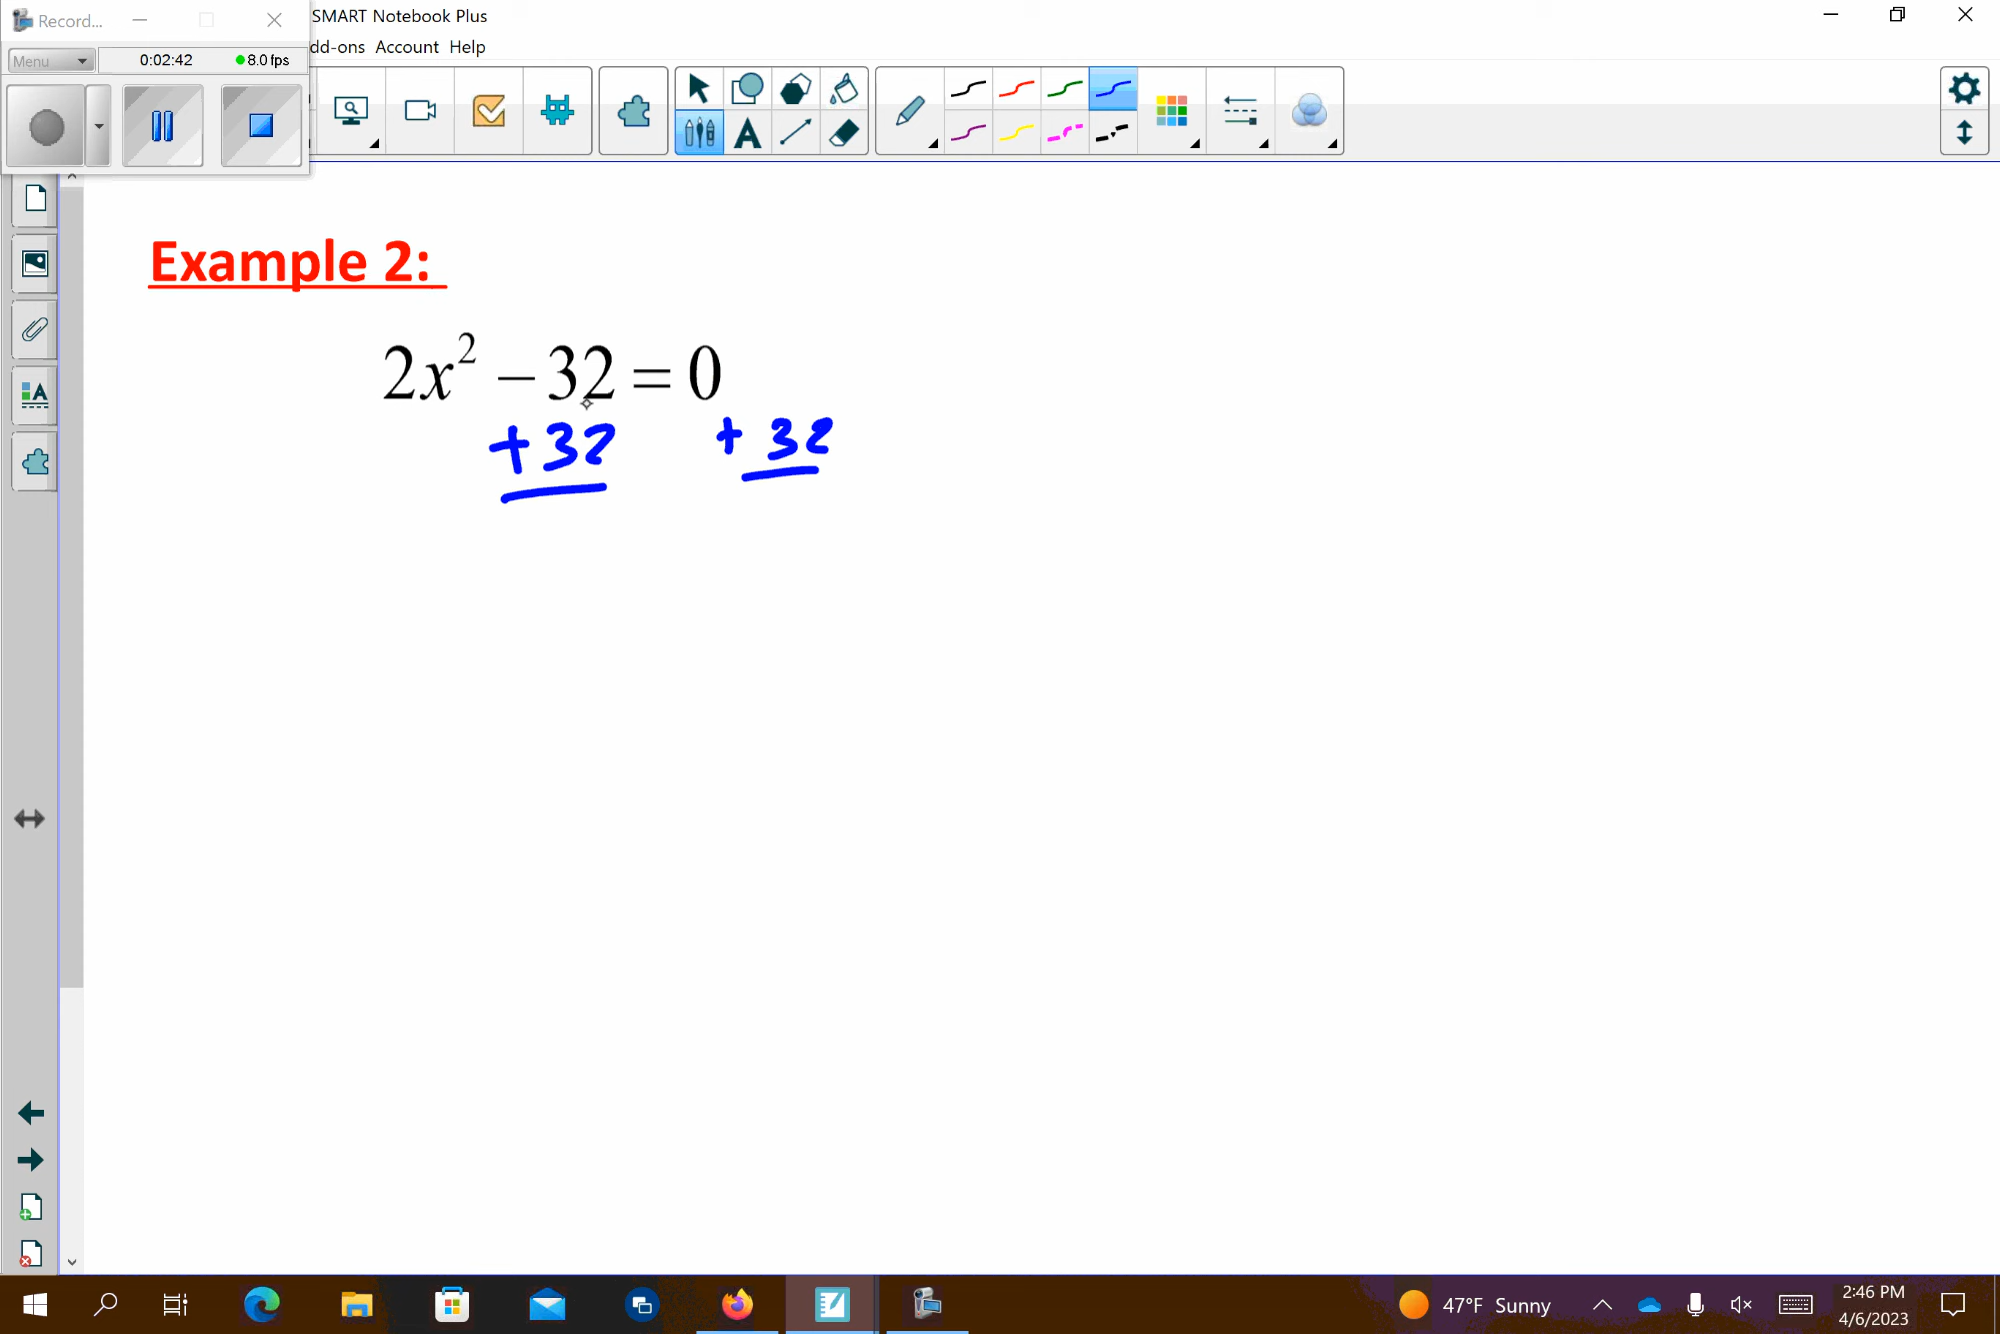 Record...
SMART Notebook Plus
dd-ons Account Help
Menu 0:02:42 8.0 fps
A
A
Example 2:
2x² – 32 = 0
+ 32 + 32
47°F Sunny
2:46 PM
4/6/2023